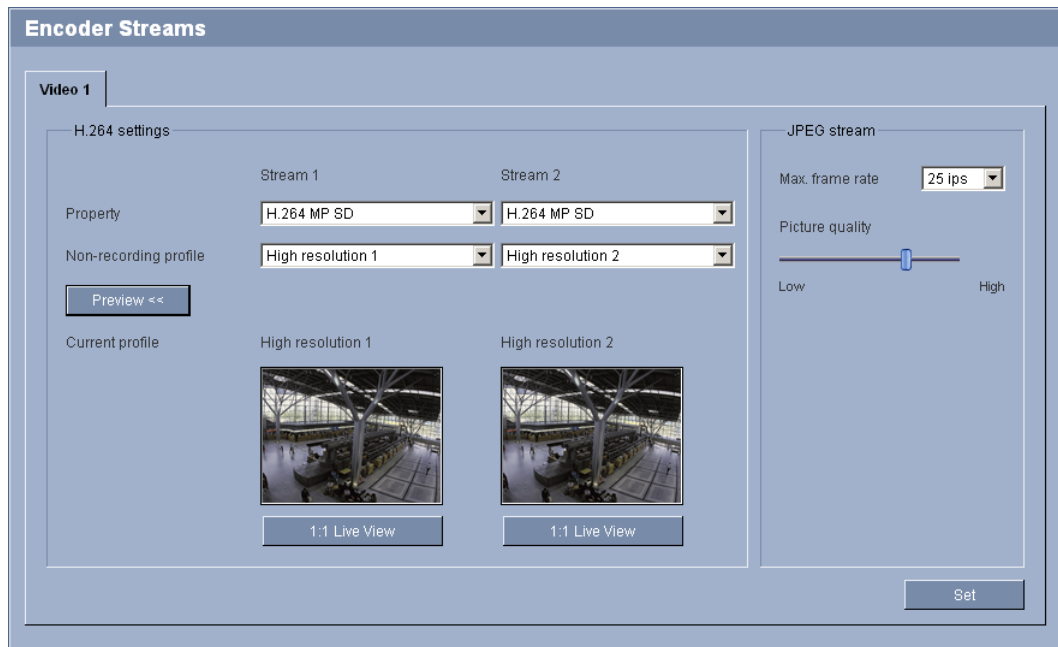 Encoder Streams
Video 1
H.264 settings
Stream 1 Stream 2
Property H.264 MP SD H.264 MP SD
Non-recording profile High resolution 1 High resolution 2
Preview <<
Current profile High resolution 1 High resolution 2
1:1 Live View 1:1 Live View
JPEG stream
Max. frame rate 25 ips
Picture quality
Low High
Set